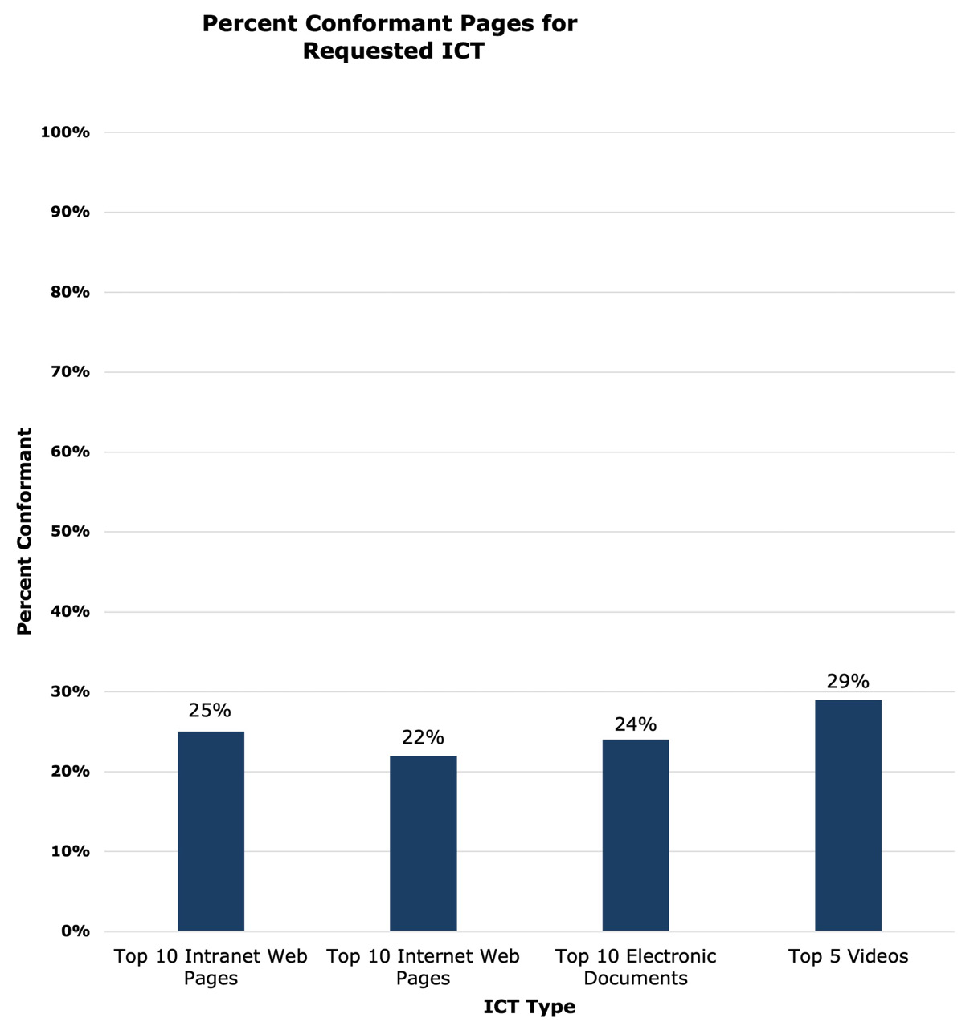 Percent Conformant Pages for
Requested ICT
100%
90%
80%
70%
60%
50%
40%
30%
20%
10%
0%
Percent Conformant
25%
22%
24%
29%
Top 10 Intranet Web
Pages
Top 10 Internet Web
Pages
Top 10 Electronic
Documents
Top 5 Videos
ICT Type